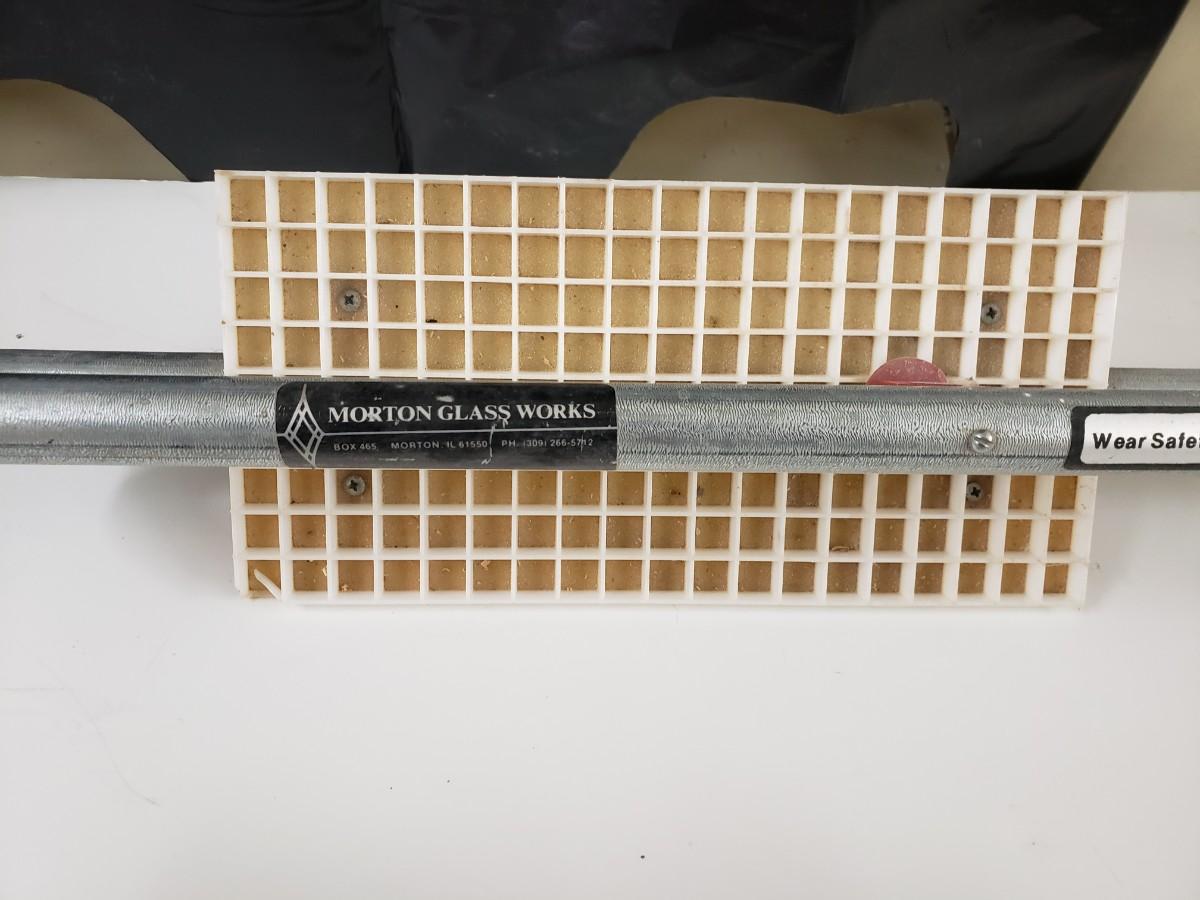 MORTON GLASS WORKS
BOX 465 MORTON, IL 61550 PH. (309) 266-5712
Wear Safe